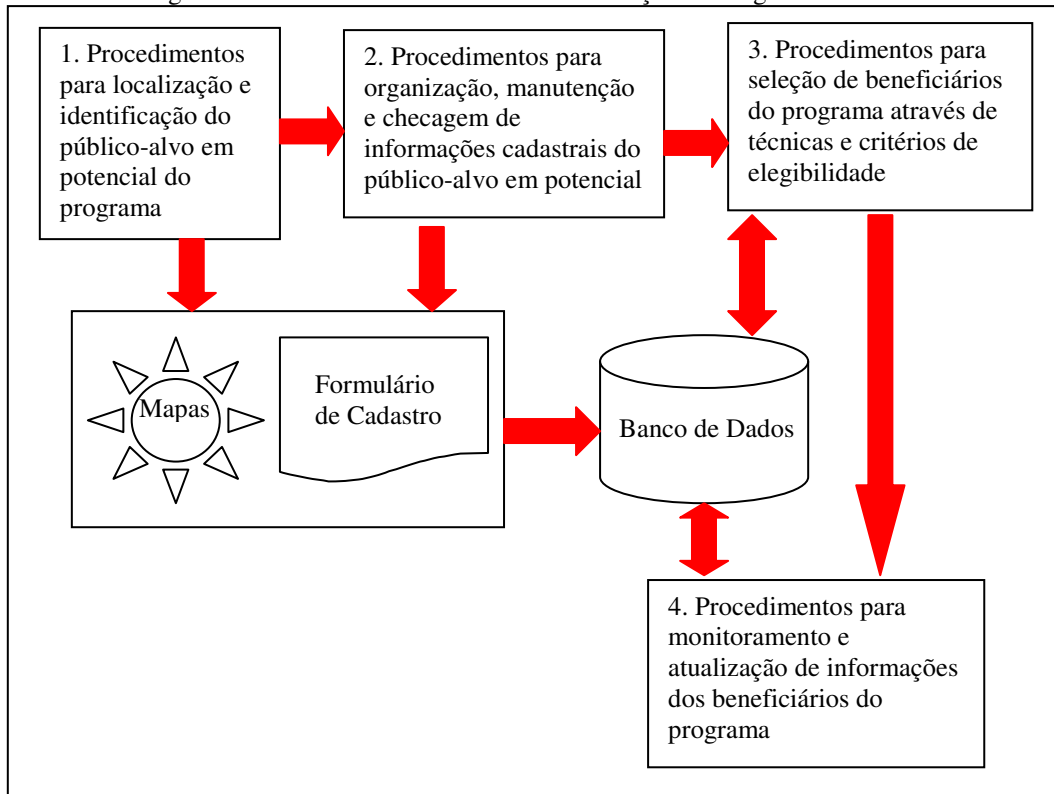 1. Procedimentos
para localização e
identificação do
público-alvo em
potencial do
programa
2. Procedimentos para
organização, manutenção
e checagem de
informações cadastrais do
público-alvo em potencial
3. Procedimentos para
seleção de beneficiários
do programa através de
técnicas e critérios de
elegibilidade
Mapas
Formulário
de Cadastro
Banco de Dados
4. Procedimentos para
monitoramento e
atualização de informações
dos beneficiários do
programa